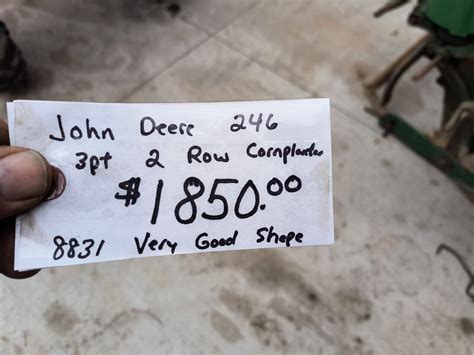 John Deere 246
3pt 2 Row Cornplanter
$1850.00
8831 Very Good Shape